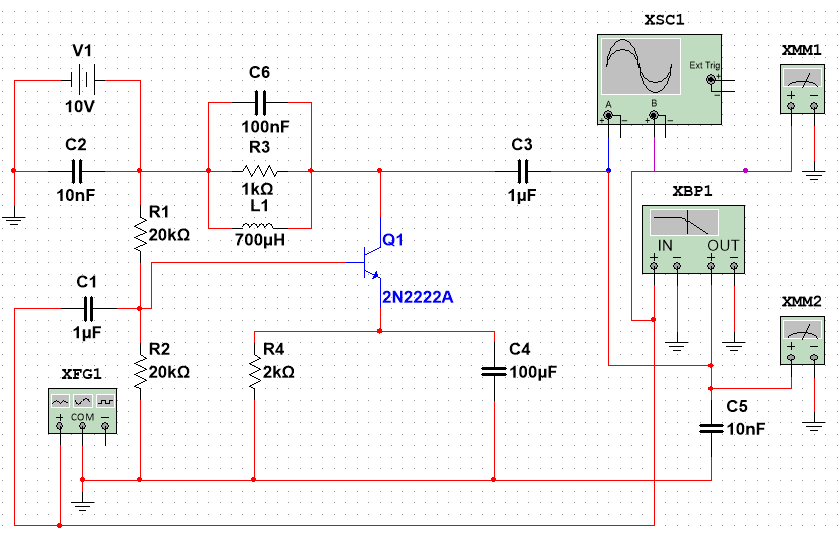 XSC1
V1
XMM1
Ext Trig
+
−
C6
+ −
10V
A B
+ − + −
100nF
C2
R3
C3
10nF
1kΩ
1µF
XBP1
L1
R1
20kΩ
700µH
Q1
IN OUT
+ − + −
C1
2N2222A
XMM2
1µF
+ −
R2
R4
C4
20kΩ
2kΩ
100µF
XFG1
C5
+ COM −
10nF